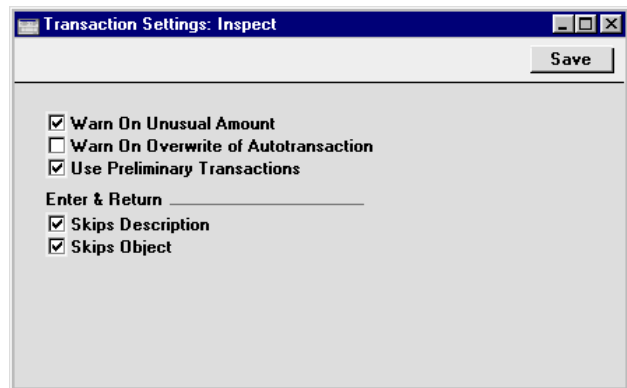 Transaction Settings: Inspect
Save
Warn On Unusual Amount
Warn On Overwrite of Autotransaction
Use Preliminary Transactions
Enter & Return
Skips Description
Skips Object